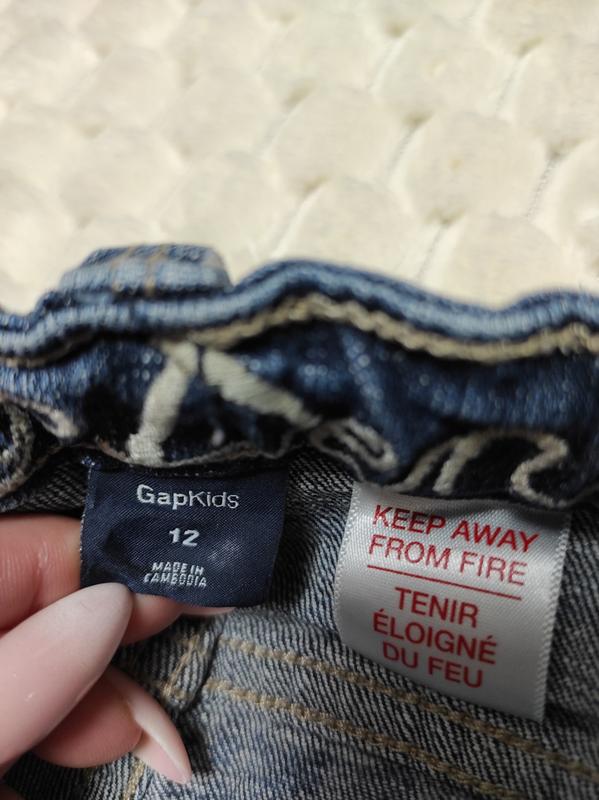 GapKids
12
MADE IN
CAMBODIA
KEEP AWAY
FROM FIRE
TENIR
ÉLOIGNÉ
DU FEU